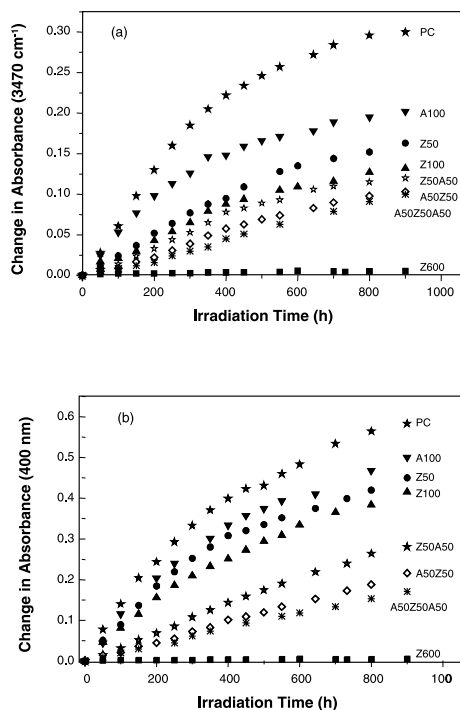 (a)
Change in Absorbance (3470 cm⁻¹)
0.30
0.25
0.20
0.15
0.10
0.05
0.00
PC
A100
Z50
Z100
Z50A50
A50Z50
A50Z50A50
Z600
0
200
400
600
800
1000
Irradiation Time (h)
(b)
Change in Absorbance (400 nm)
0.6
0.5
0.4
0.3
0.2
0.1
0.0
PC
A100
Z50
Z100
Z50A50
A50Z50
A50Z50A50
Z600
0
200
400
600
800
1000
Irradiation Time (h)